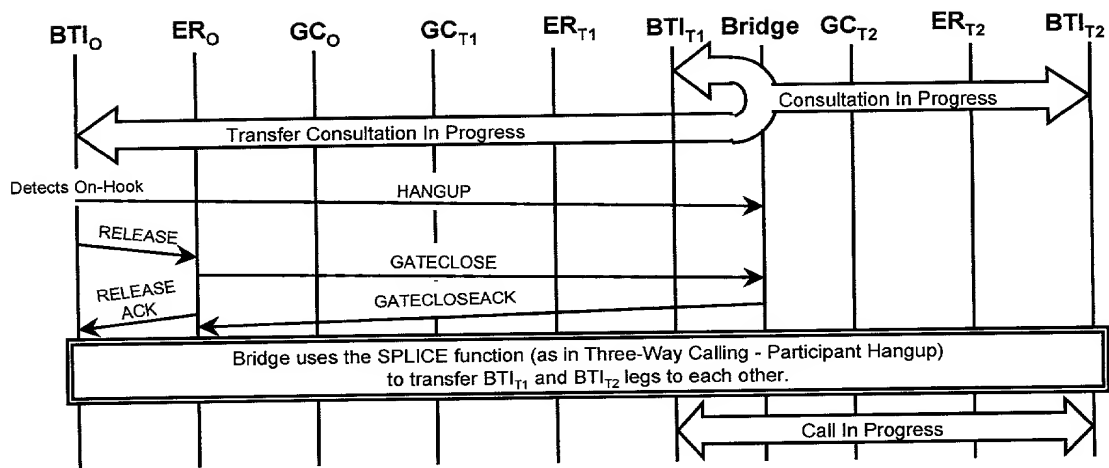 BTIO ERO GCO GCT1 ERT1 BTIT1 Bridge GCT2 ERT2 BTIT2
Consultation In Progress
Transfer Consultation In Progress
Detects On-Hook
HANGUP
RELEASE
GATECLOSE
RELEASE
ACK
GATECLOSEACK
Bridge uses the SPLICE function (as in Three-Way Calling - Participant Hangup)
to transfer BTIT1 and BTIT2 legs to each other.
Call In Progress